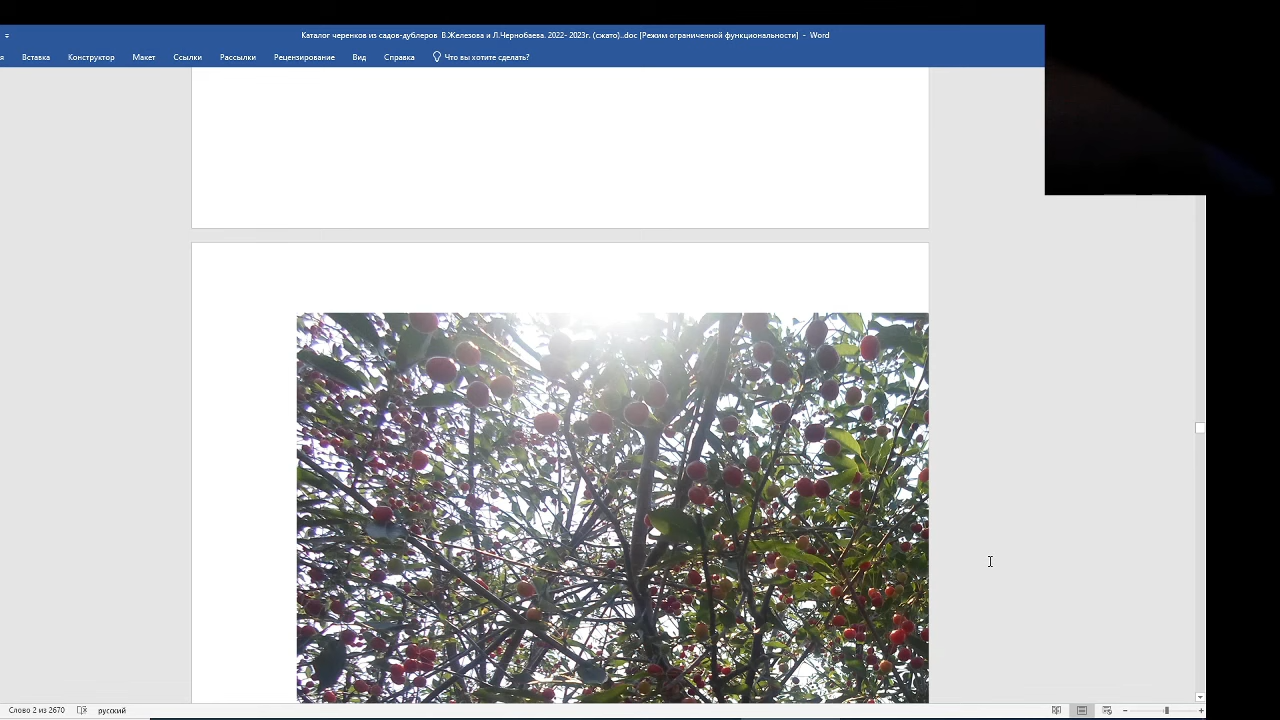 Каталог черенков из садов-дублеров В.Железова и Л.Чернобаева. 2022- 2023г. (сжато)..doc [Режим ограниченной функциональности] - Word
Вставка Конструктор Макет Ссылки Рассылки Рецензирование Вид Справка Что вы хотите сделать?
Слово 2 из 2670 русский